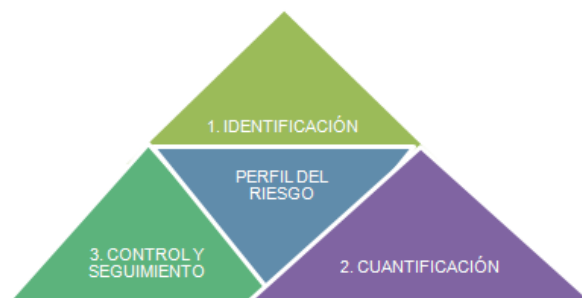 1. IDENTIFICACIÓN
PERFIL DEL
RIESGO
3. CONTROL Y
SEGUIMIENTO
2. CUANTIFICACIÓN